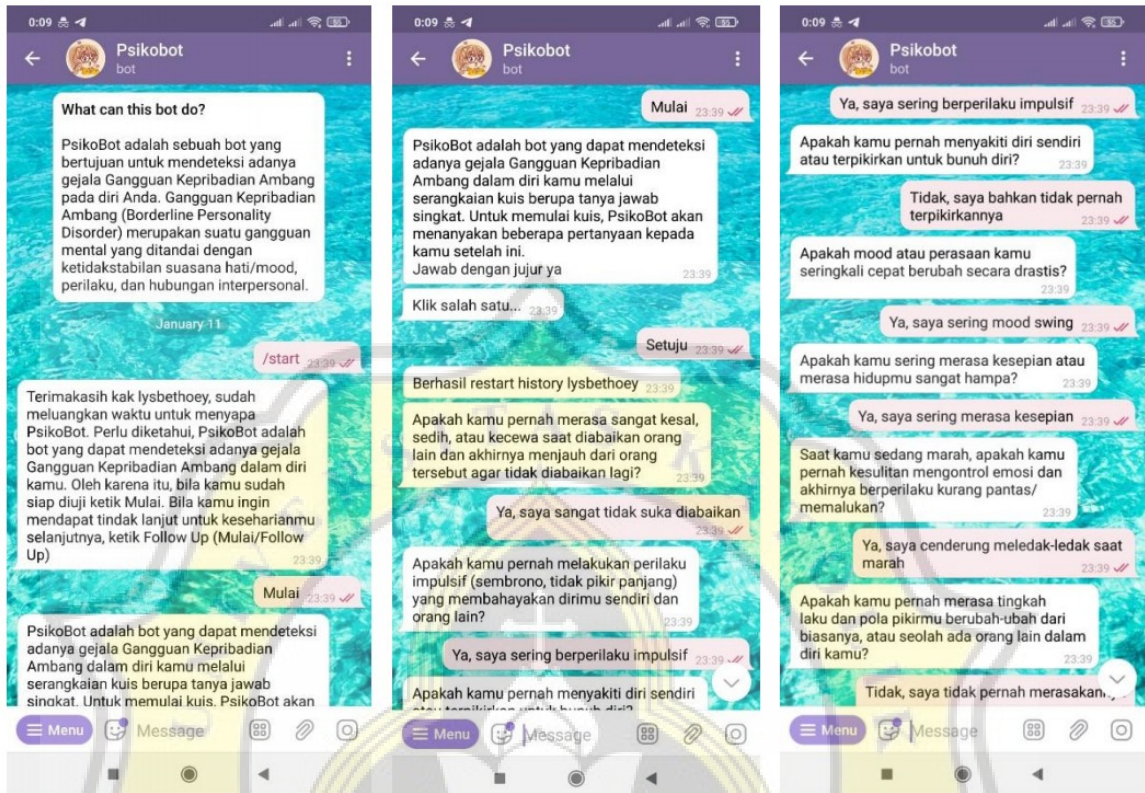 0:09
55
Psikobot
bot
What can this bot do?
PsikoBot adalah sebuah bot yang
bertujuan untuk mendeteksi adanya
gejala Gangguan Kepribadian Ambang
pada diri Anda. Gangguan Kepribadian
Ambang (Borderline Personality
Disorder) merupakan suatu gangguan
mental yang ditandai dengan
ketidakstabilan suasana hati/mood,
perilaku, dan hubungan interpersonal.
January 11
/start 23:39
Terimakasih kak lysbethoey, sudah
meluangkan waktu untuk menyapa
PsikoBot. Perlu diketahui, PsikoBot adalah
bot yang dapat mendeteksi adanya gejala
Gangguan Kepribadian Ambang dalam diri
kamu. Oleh karena itu, bila kamu sudah
siap diuji ketik Mulai. Bila kamu ingin
mendapat tindak lanjut untuk keseharianmu
selanjutnya, ketik Follow Up (Mulai/Follow
Up) 23:39
Mulai 23:39
PsikoBot adalah bot yang dapat mendeteksi
adanya gejala Gangguan Kepribadian
Ambang dalam diri kamu melalui
serangkaian kuis berupa tanya jawab
singkat. Untuk memulai kuis, PsikoBot akan
Menu Message
0:09
55
Psikobot
bot
Mulai 23:39
PsikoBot adalah bot yang dapat mendeteksi
adanya gejala Gangguan Kepribadian
Ambang dalam diri kamu melalui
serangkaian kuis berupa tanya jawab
singkat. Untuk memulai kuis, PsikoBot akan
menanyakan beberapa pertanyaan kepada
kamu setelah ini.
Jawab dengan jujur ya 23:39
Klik salah satu... 23:39
Setuju 23:39
Berhasil restart history lysbethoey 23:39
Apakah kamu pernah merasa sangat kesal,
sedih, atau kecewa saat diabaikan orang
lain dan akhirnya menjauh dari orang
tersebut agar tidak diabaikan lagi? 23:39
Ya, saya sangat tidak suka diabaikan
23:39
Apakah kamu pernah melakukan perilaku
impulsif (sembrono, tidak pikir panjang)
yang membahayakan dirimu sendiri dan
orang lain? 23:39
Ya, saya sering berperilaku impulsif 23:39
Apakah kamu pernah menyakiti diri sendiri
atau terpikirkan untuk bunuh diri?
Menu Message
0:09
55
Psikobot
bot
Ya, saya sering berperilaku impulsif 23:39
Apakah kamu pernah menyakiti diri sendiri
atau terpikirkan untuk bunuh diri? 23:39
Tidak, saya bahkan tidak pernah
terpikirkannya 23:39
Apakah mood atau perasaan kamu
seringkali cepat berubah secara drastis?
23:39
Ya, saya sering mood swing 23:39
Apakah kamu sering merasa kesepian atau
merasa hidupmu sangat hampa? 23:39
Ya, saya sering merasa kesepian 23:39
Saat kamu sedang marah, apakah kamu
pernah kesulitan mengontrol emosi dan
akhirnya berperilaku kurang pantas/
memalukan? 23:39
Ya, saya cenderung meledak-ledak saat
marah 23:39
Apakah kamu pernah merasa tingkah
laku dan pola pikirmu berubah-ubah dari
biasanya, atau seolah ada orang lain dalam
diri kamu? 23:39
Tidak, saya tidak pernah
Menu Message